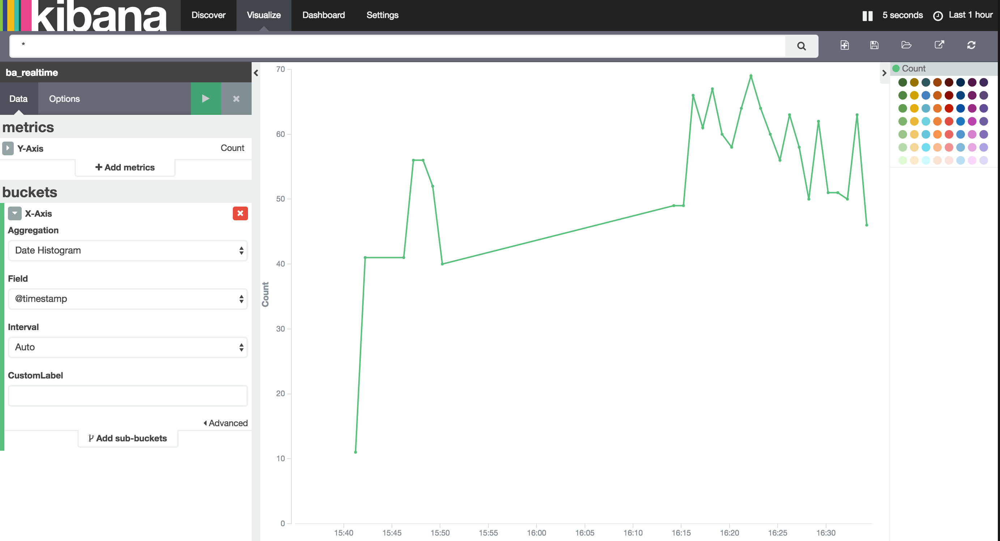 kibana
Discover
Visualize
Dashboard
Settings
5 seconds
Last 1 hour
*
ba_realtime
Data
Options
metrics
Y-Axis
Count
Add metrics
buckets
X-Axis
Aggregation
Date Histogram
Field
@timestamp
Interval
Auto
CustomLabel
Advanced
Add sub-buckets
Count
70
60
50
40
30
20
10
0
15:40
15:45
15:50
15:55
16:00
16:05
16:10
16:15
16:20
16:25
16:30
Count